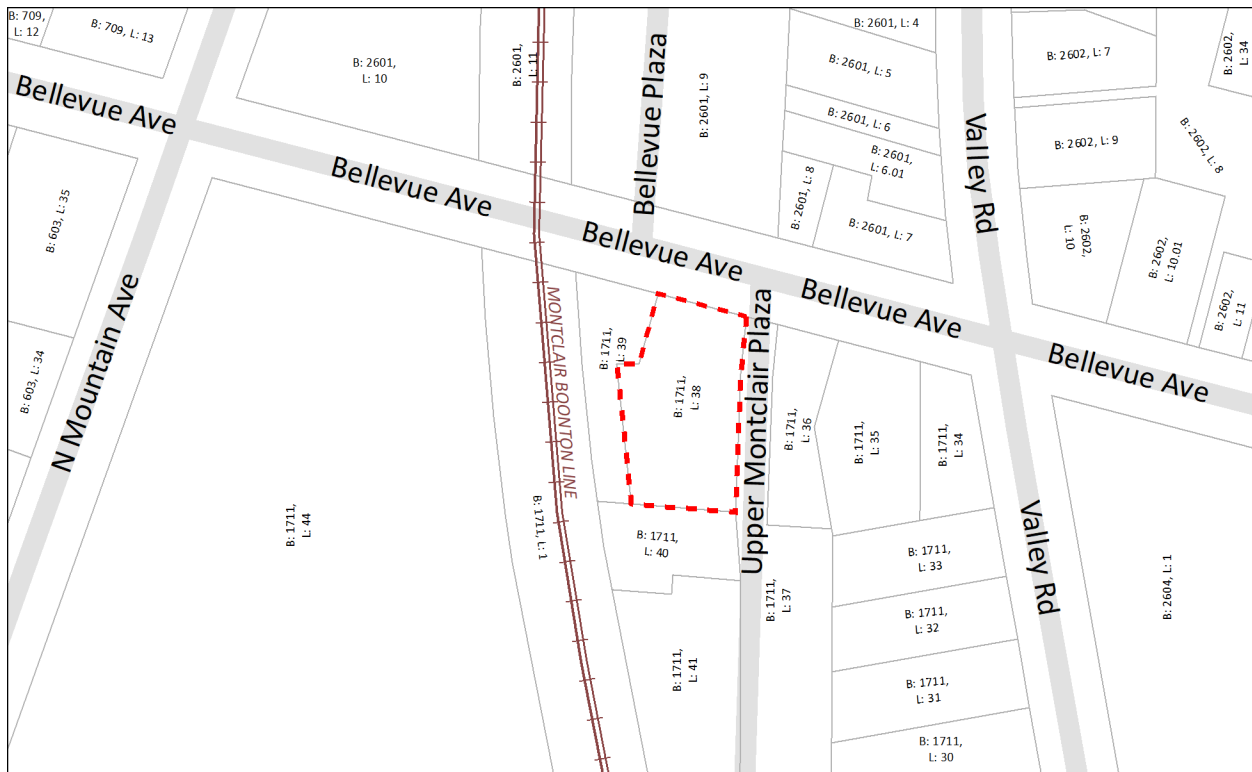 B: 709,
L: 12
B: 709, L: 13
B: 2601,
L: 10
B: 2601,
L: 11
Bellevue Plaza
B: 2601, L: 9
B: 2601, L: 4
B: 2601, L: 5
B: 2601, L: 6
B: 2601,
L: 6.01
B: 2601, L: 8
B: 2601, L: 7
Valley Rd
B: 2602, L: 7
B: 2602,
L: 34
B: 2602, L: 9
B: 2602, L: 8
B: 2602,
L: 10
B: 2602,
L: 10.01
B: 2602,
L: 11
Bellevue Ave
Bellevue Ave
Bellevue Ave
Bellevue Ave
Bellevue Ave
B: 603, L: 35
B: 603, L: 34
N Mountain Ave
MONTCLAIR BOONTON LINE
B: 1711,
L: 39
B: 1711,
L: 38
Upper Montclair Plaza
B: 1711,
L: 36
B: 1711,
L: 35
B: 1711,
L: 34
B: 1711,
L: 44
B: 1711, L: 1
B: 1711,
L: 40
B: 1711,
L: 37
B: 1711,
L: 33
B: 1711,
L: 32
B: 1711,
L: 31
B: 1711,
L: 30
B: 1711,
L: 41
Valley Rd
B: 2604, L: 1